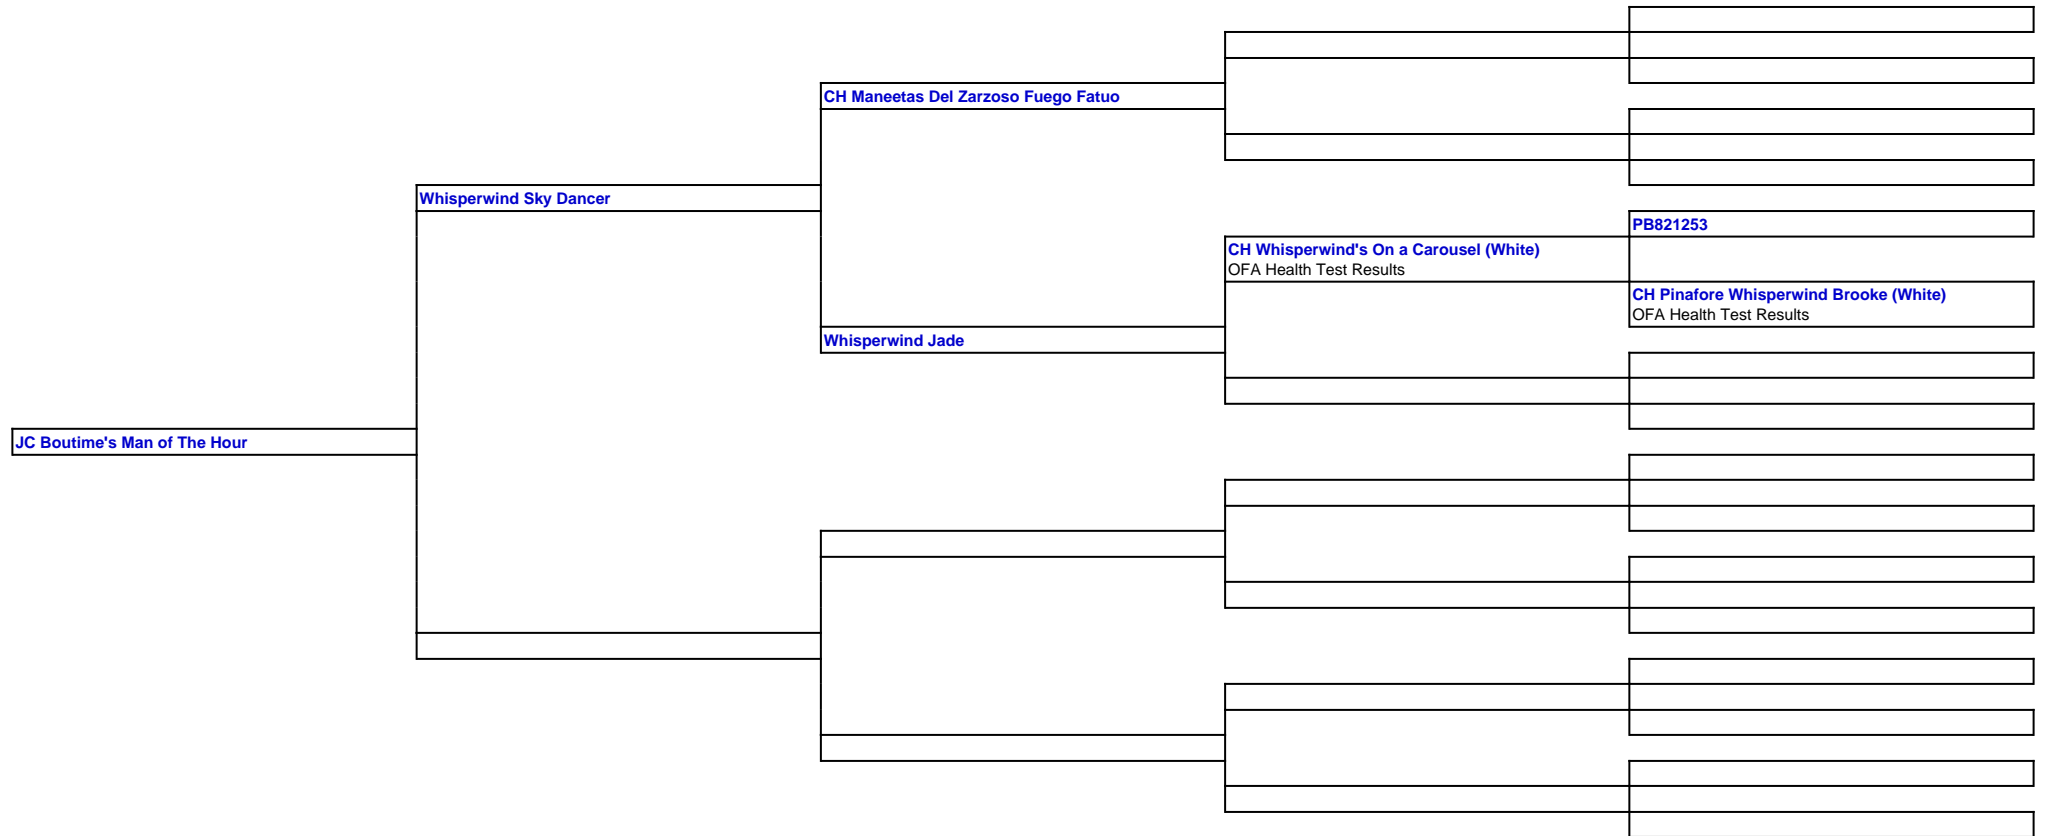 CH Maneetas Del Zarzoso Fuego Fatuo
Whisperwind Sky Dancer
PB821253
CH Whisperwind's On a Carousel (White)
OFA Health Test Results
CH Pinafore Whisperwind Brooke (White)
OFA Health Test Results
Whisperwind Jade
JC Boutime's Man of The Hour